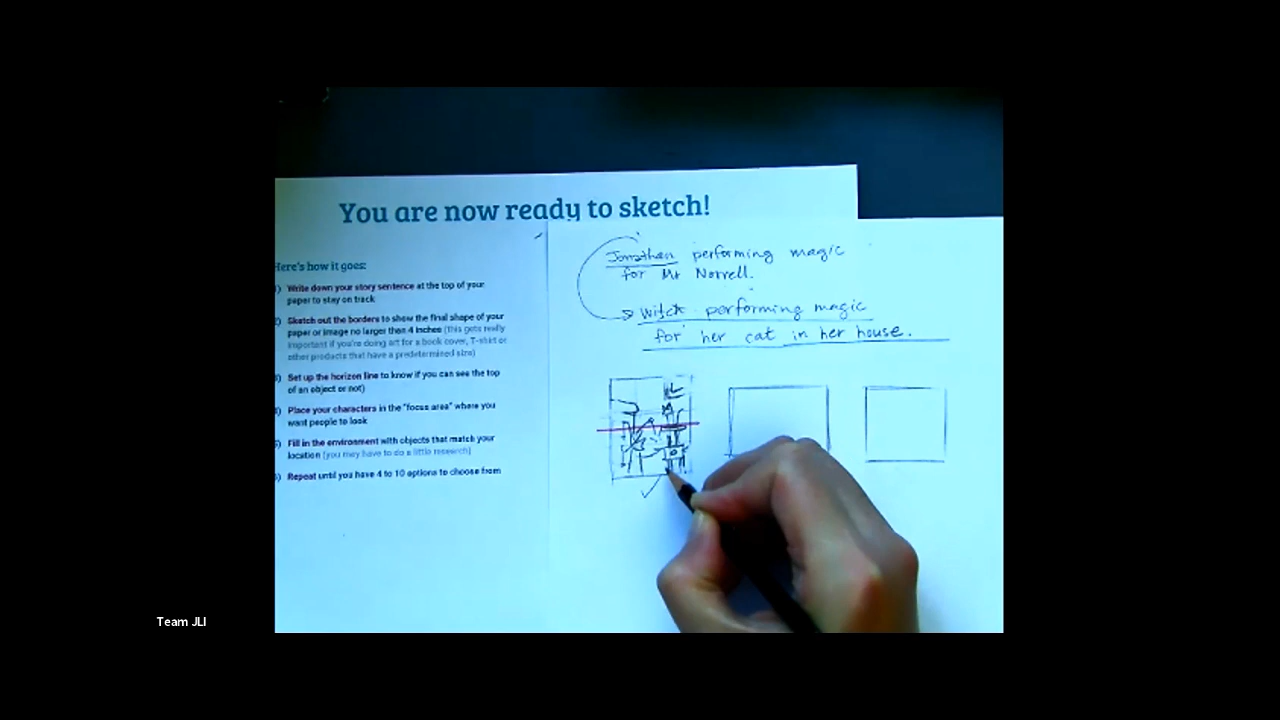 You are now ready to sketch!
Here's how it goes:
1) Write down your story sentence at the top of your
paper to stay on track
2) Sketch out the borders to show the final shape of your
paper or image no larger than 4 inches (this gets really
important if you're doing art for a book cover, T-shirt or
other products that have a predetermined size)
3) Set up the horizon line to know if you can see the top
of an object or not)
4) Place your characters in the "focus area" where you
want people to look
5) Fill in the environment with objects that match your
location (you may have to do a little research)
6) Repeat until you have 4 to 10 options to choose from
Jonathan performing magic
for Mr Norrell.
witch performing magic
for her cat in her house.
Team JLI